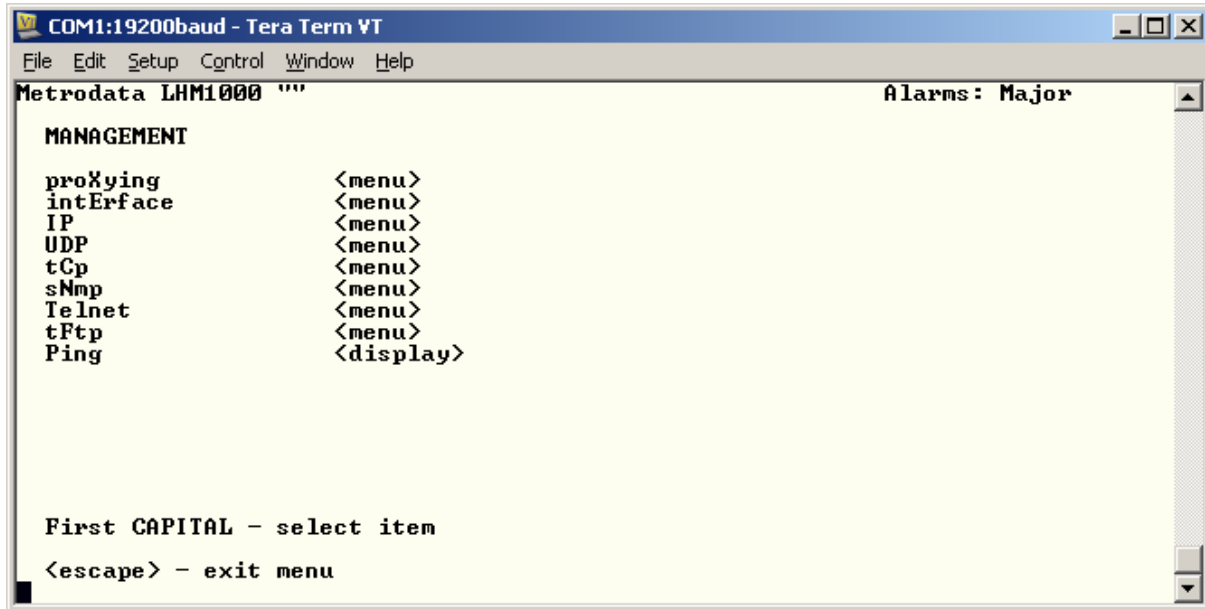 COM1:19200baud - Tera Term VT
File Edit Setup Control Window Help
Metrodata LHM1000 "" Alarms: Major
MANAGEMENT
proXying <menu>
intErface <menu>
IP <menu>
UDP <menu>
tCp <menu>
sNmp <menu>
Telnet <menu>
tFtp <menu>
Ping <display>
First CAPITAL - select item
<escape> - exit menu